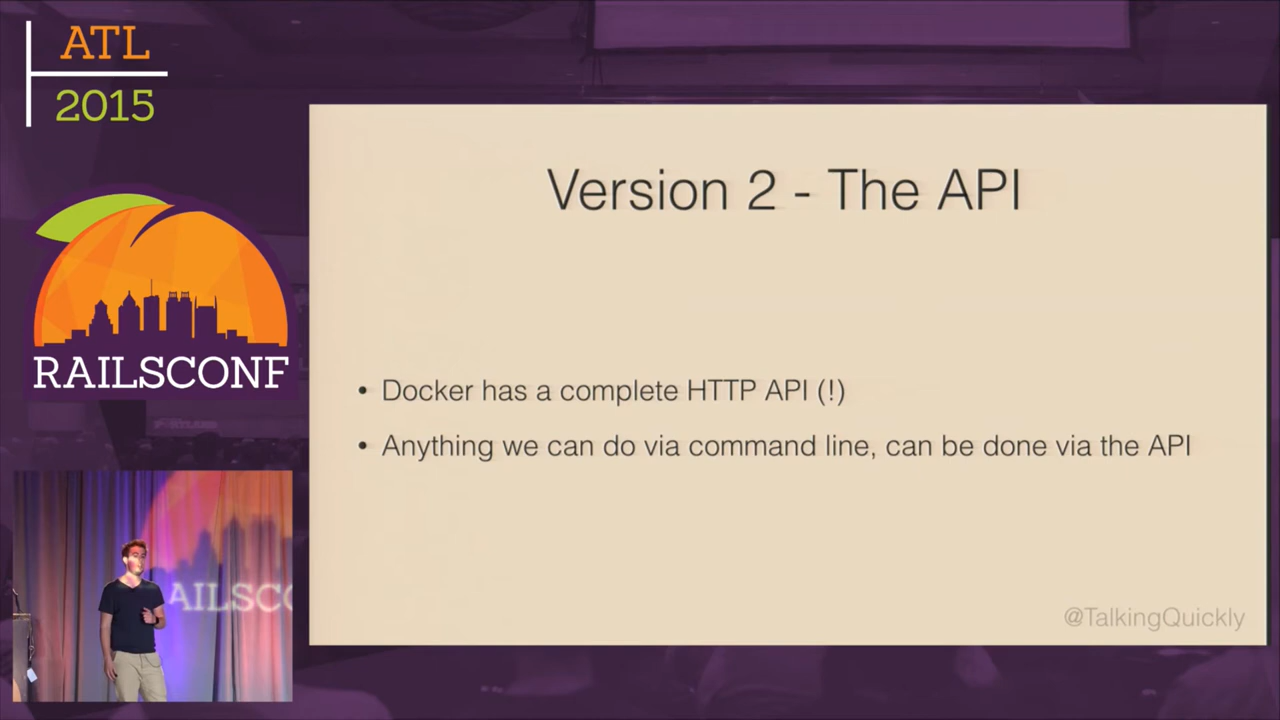 ATL
2015
RAILSCONF
Version 2 - The API
• Docker has a complete HTTP API (!)
• Anything we can do via command line, can be done via the API
@TalkingQuickly
AILSCO